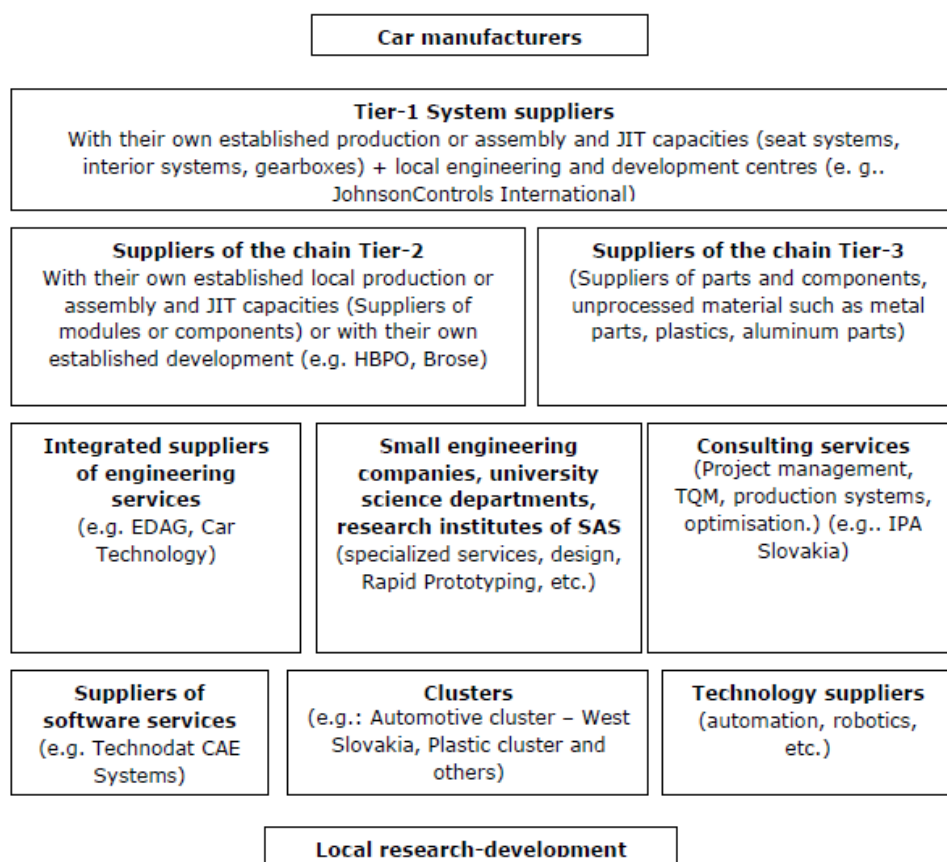 Car manufacturers
Tier-1 System suppliers
With their own established production or assembly and JIT capacities (seat systems,
interior systems, gearboxes) + local engineering and development centres (e. g..
JohnsonControls International)
Suppliers of the chain Tier-2
With their own established local production or
assembly and JIT capacities (Suppliers of
modules or components) or with their own
established development (e.g. HBPO, Brose)
Suppliers of the chain Tier-3
(Suppliers of parts and components,
unprocessed material such as metal
parts, plastics, aluminum parts)
Integrated suppliers
of engineering
services
(e.g. EDAG, Car
Technology)
Small engineering
companies, university
science departments,
research institutes of SAS
(specialized services, design,
Rapid Prototyping, etc.)
Consulting services
(Project management,
TQM, production systems,
optimisation.) (e.g.. IPA
Slovakia)
Suppliers of
software services
(e.g. Technodat CAE
Systems)
Clusters
(e.g.: Automotive cluster – West
Slovakia, Plastic cluster and
others)
Technology suppliers
(automation, robotics,
etc.)
Local research-development